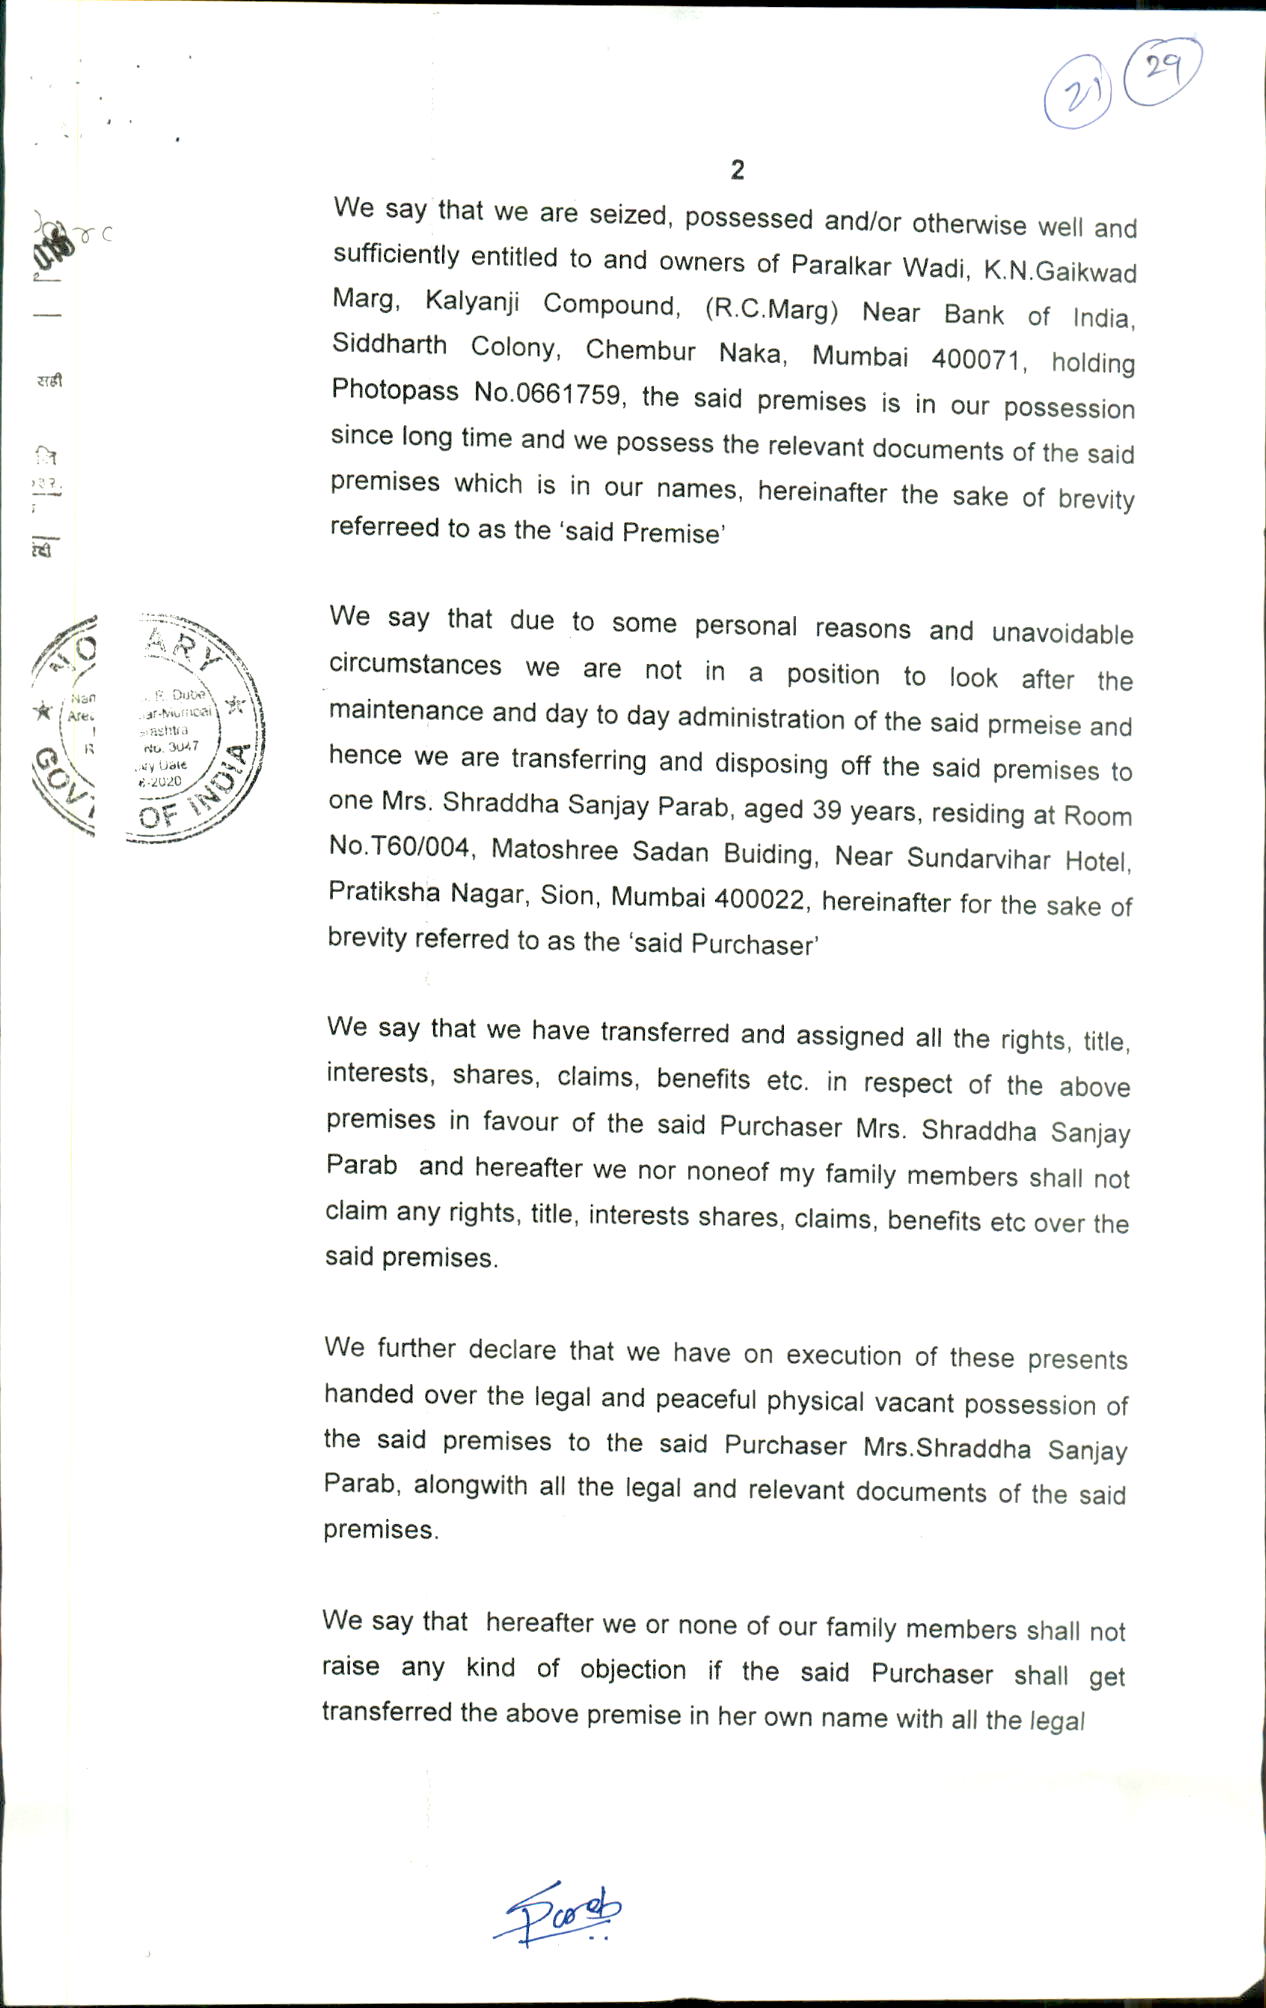 21 29
2
We say that we are seized, possessed and/or otherwise well and
sufficiently entitled to and owners of Paralkar Wadi, K.N.Gaikwad
Marg, Kalyanji Compound, (R.C.Marg) Near Bank of India,
Siddharth Colony, Chembur Naka, Mumbai 400071, holding
Photopass No.0661759, the said premises is in our possession
since long time and we possess the relevant documents of the said
premises which is in our names, hereinafter the sake of brevity
referreed to as the ‘said Premise’
सही
NOTARY
R. Dube
No. 3047
-2020
GOVT OF INDIA
We say that due to some personal reasons and unavoidable
circumstances we are not in a position to look after the
maintenance and day to day administration of the said prmeise and
hence we are transferring and disposing off the said premises to
one Mrs. Shraddha Sanjay Parab, aged 39 years, residing at Room
No.T60/004, Matoshree Sadan Buiding, Near Sundarvihar Hotel,
Pratiksha Nagar, Sion, Mumbai 400022, hereinafter for the sake of
brevity referred to as the ‘said Purchaser’
We say that we have transferred and assigned all the rights, title,
interests, shares, claims, benefits etc. in respect of the above
premises in favour of the said Purchaser Mrs. Shraddha Sanjay
Parab and hereafter we nor noneof my family members shall not
claim any rights, title, interests shares, claims, benefits etc over the
said premises.
We further declare that we have on execution of these presents
handed over the legal and peaceful physical vacant possession of
the said premises to the said Purchaser Mrs.Shraddha Sanjay
Parab, alongwith all the legal and relevant documents of the said
premises.
We say that hereafter we or none of our family members shall not
raise any kind of objection if the said Purchaser shall get
transferred the above premise in her own name with all the legal